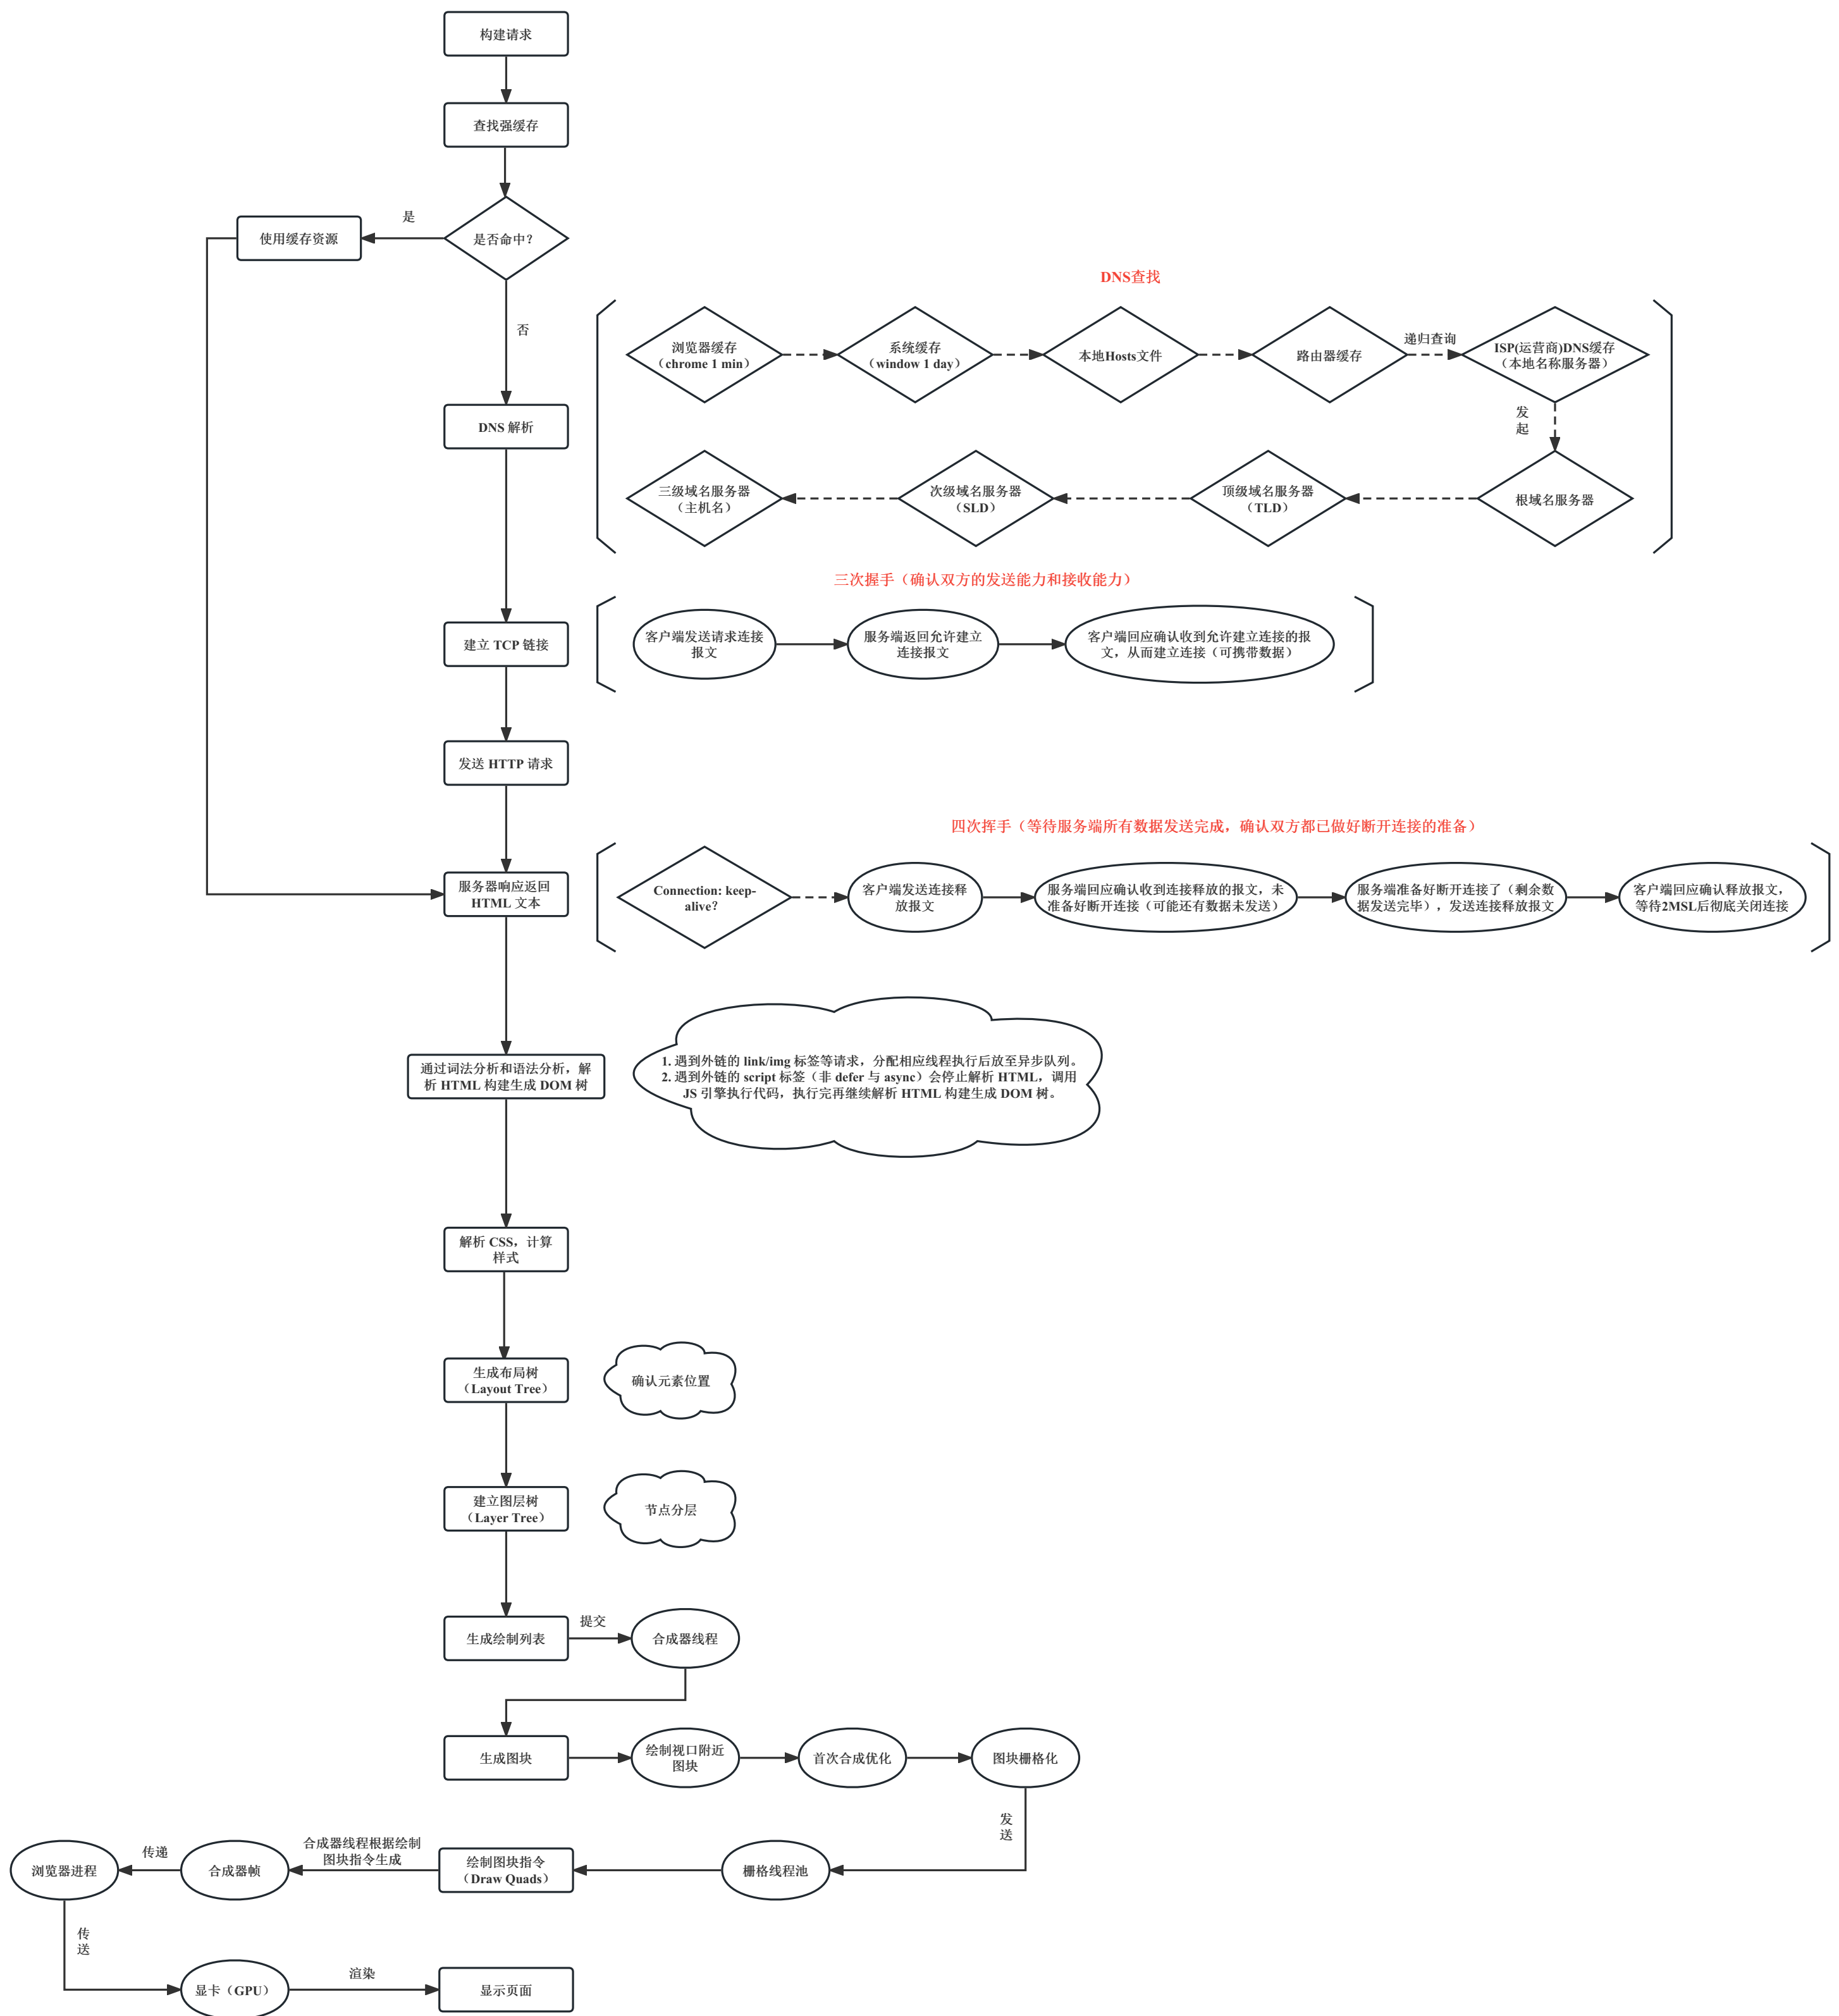 构建请求
查找强缓存
是否命中？
是
使用缓存资源
否
DNS 解析
DNS查找
浏览器缓存
（chrome 1 min）
系统缓存
（window 1 day）
本地Hosts文件
路由器缓存
递归查询
ISP(运营商)DNS缓存
（本地名称服务器）
发
起
根域名服务器
顶级域名服务器
（TLD）
次级域名服务器
（SLD）
三级域名服务器
（主机名）
三次握手（确认双方的发送能力和接收能力）
建立 TCP 链接
客户端发送请求连接
报文
服务端返回允许建立
连接报文
客户端回应确认收到允许建立连接的报
文，从而建立连接（可携带数据）
发送 HTTP 请求
四次挥手（等待服务端所有数据发送完成，确认双方都已做好断开连接的准备）
服务器响应返回
HTML 文本
Connection: keep-
alive？
客户端发送连接释
放报文
服务端回应确认收到连接释放的报文，未
准备好断开连接（可能还有数据未发送）
服务端准备好断开连接了（剩余数
据发送完毕），发送连接释放报文
客户端回应确认释放报文，
等待2MSL后彻底关闭连接
通过词法分析和语法分析，解
析 HTML 构建生成 DOM 树
1. 遇到外链的 link/img 标签等请求，分配相应线程执行后放至异步队列。
2. 遇到外链的 script 标签（非 defer 与 async）会停止解析 HTML，调用
JS 引擎执行代码，执行完再继续解析 HTML 构建生成 DOM 树。
解析 CSS，计算
样式
生成布局树
（Layout Tree）
确认元素位置
建立图层树
（Layer Tree）
节点分层
生成绘制列表
提交
合成器线程
生成图块
绘制视口附近
图块
首次合成优化
图块栅格化
发
送
栅格线程池
绘制图块指令
（Draw Quads）
合成器线程根据绘制
图块指令生成
合成器帧
传递
浏览器进程
传
送
显卡（GPU）
渲染
显示页面